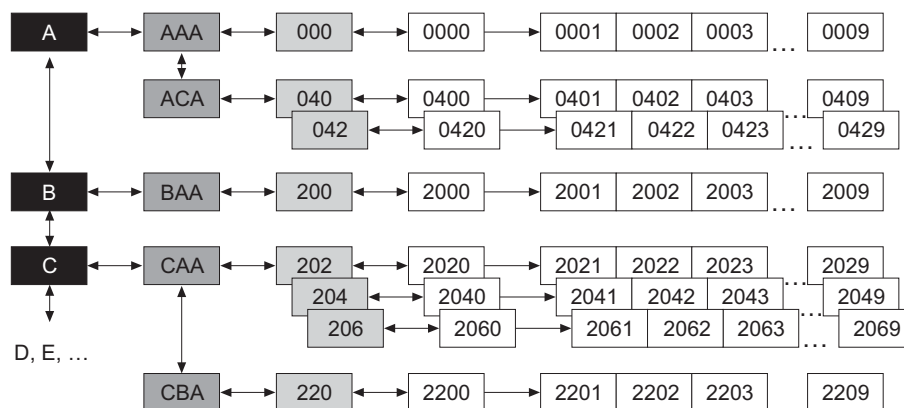 A AAA 000 0000 0001 0002 0003 ... 0009
ACA 040 0400 0401 0402 0403 ... 0409
042 0420 0421 0422 0423 ... 0429
B BAA 200 2000 2001 2002 2003 ... 2009
C CAA 202 2020 2021 2022 2023 ... 2029
204 2040 2041 2042 2043 ... 2049
206 2060 2061 2062 2063 ... 2069
D, E, ...
CBA 220 2200 2201 2202 2203 2209